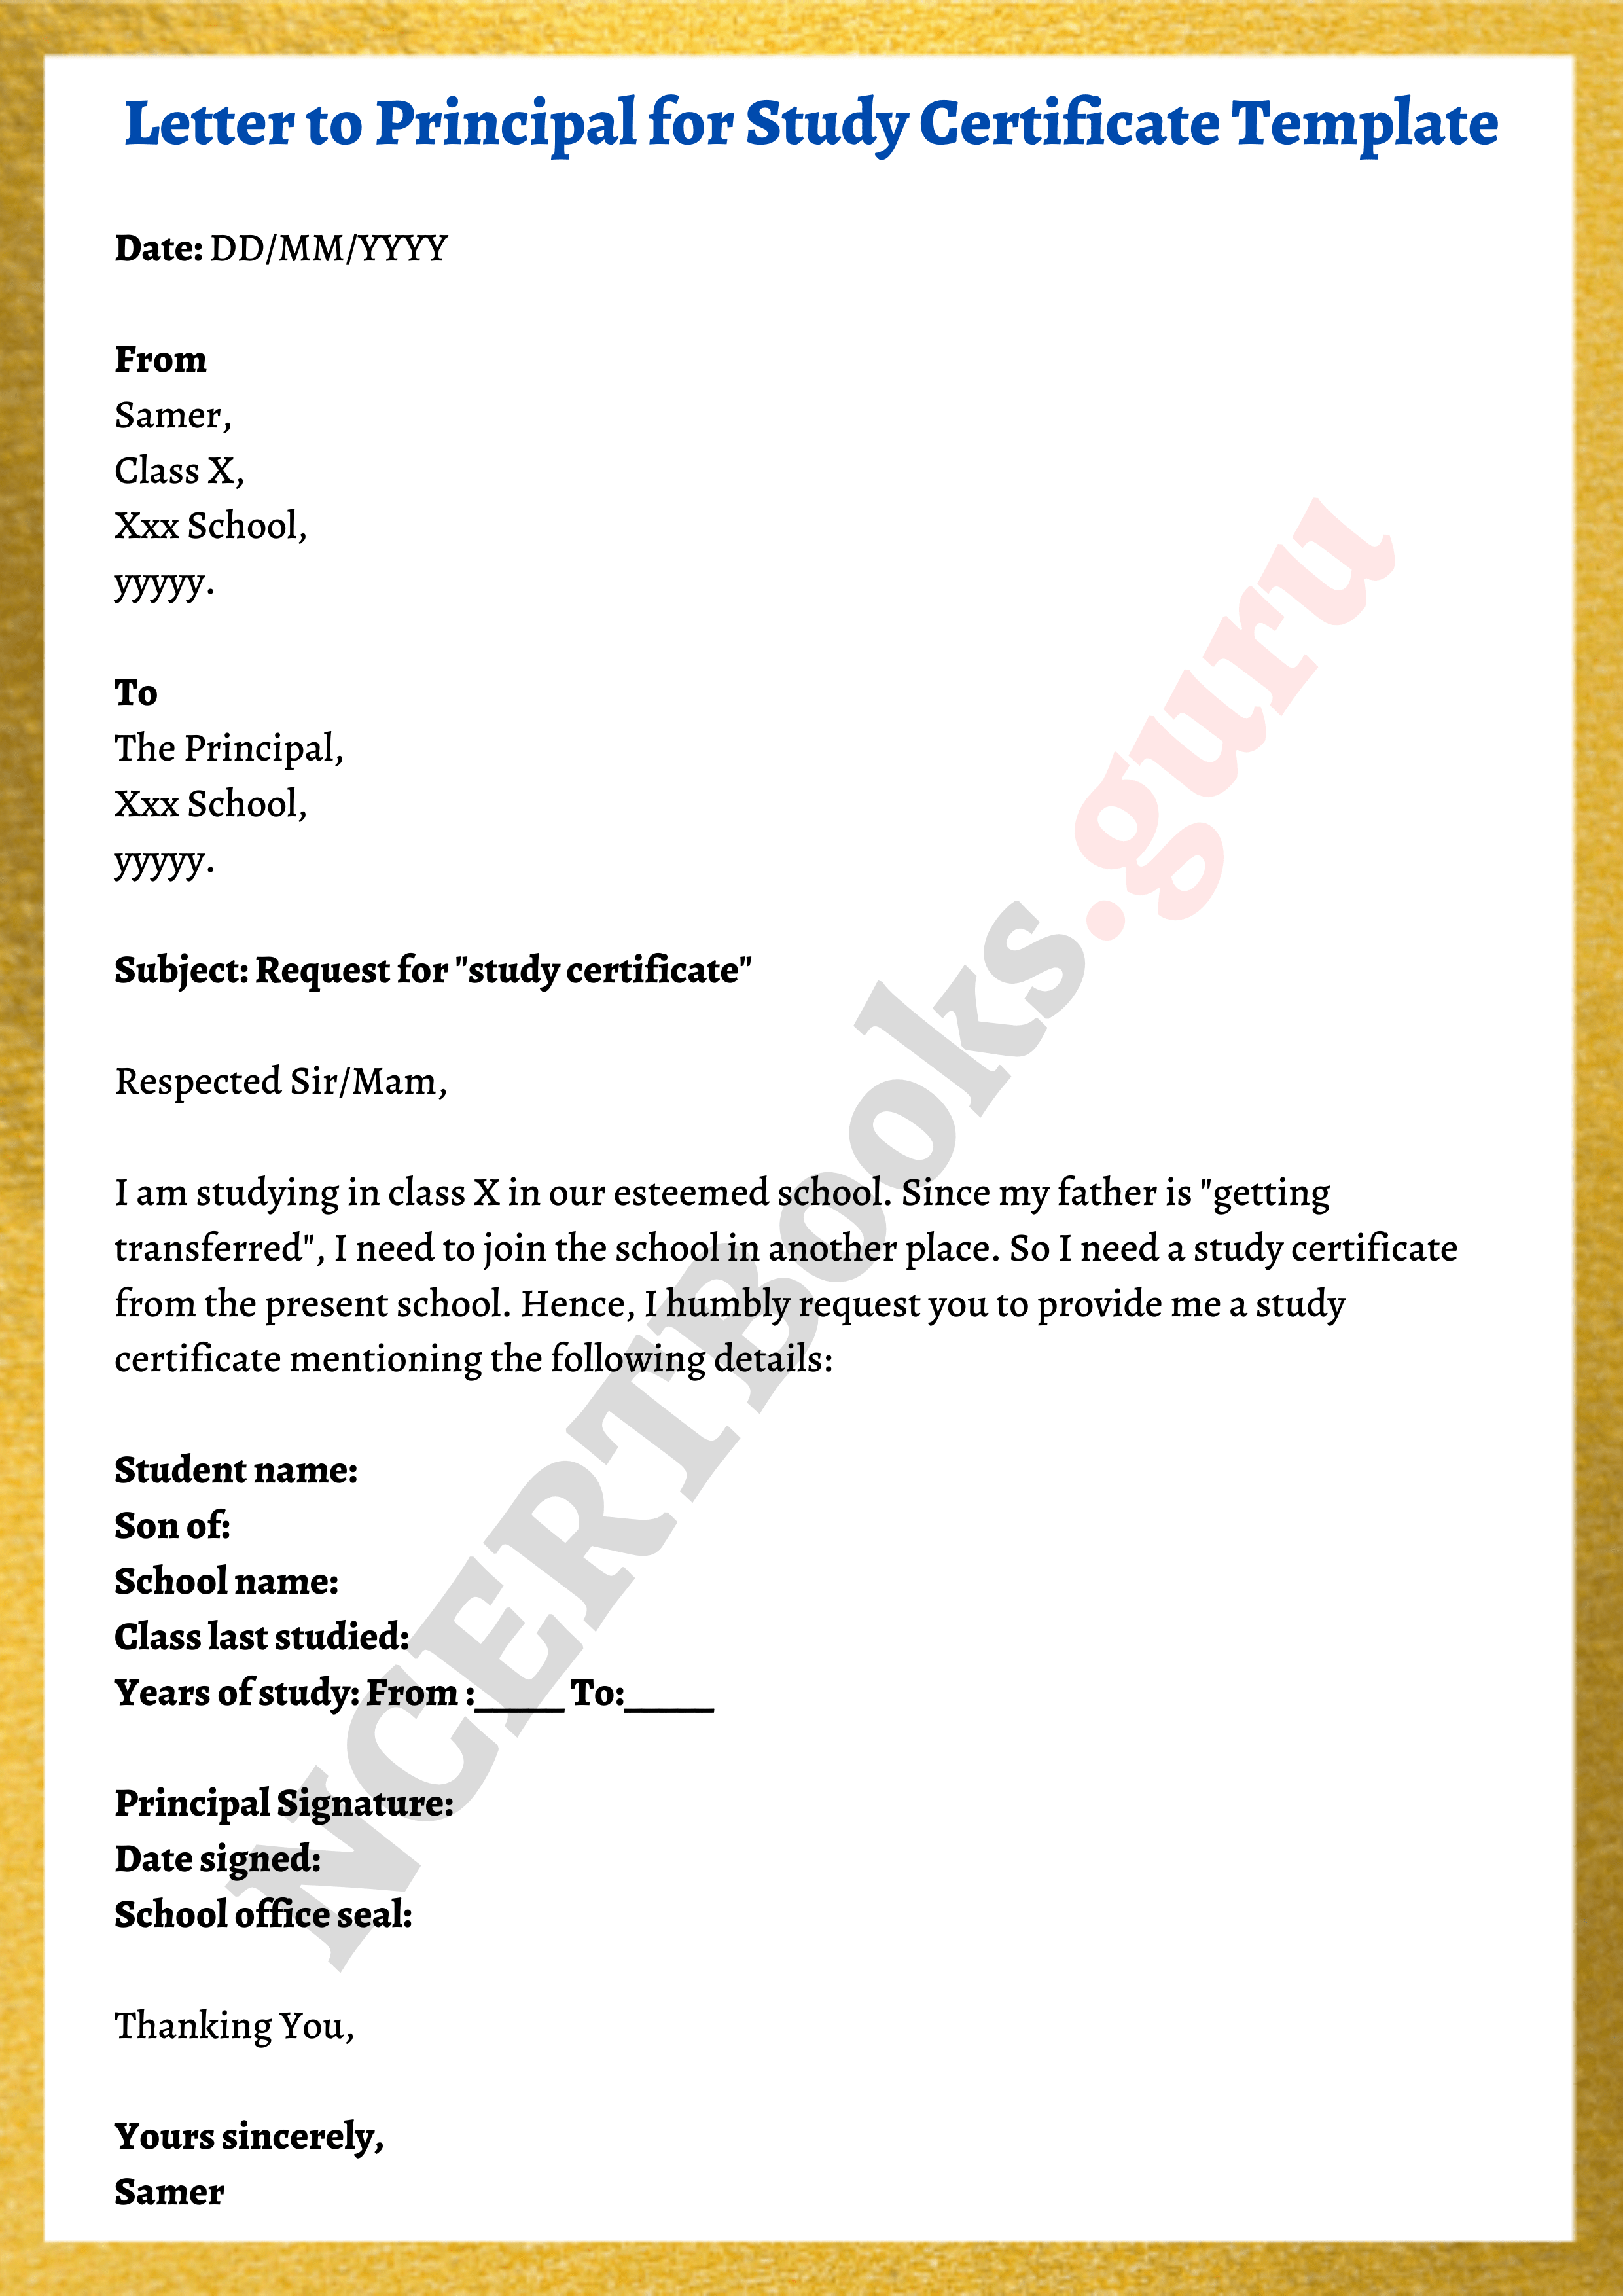 Letter to Principal for Study Certificate Template
Date: DD/MM/YYYY
From
Samer,
Class X,
Xxx School,
yyyyy.
To
The Principal,
Xxx School,
yyyyy.
Subject: Request for "study certificate"
Respected Sir/Mam,
I am studying in class X in our esteemed school. Since my father is "getting
transferred", I need to join the school in another place. So I need a study certificate
from the present school. Hence, I humbly request you to provide me a study
certificate mentioning the following details:
Student name:
Son of:
School name:
Class last studied:
Years of study: From :_____ To:_____
Principal Signature:
Date signed:
School office seal:
Thanking You,
Yours sincerely,
Samer
NCERTBooks.guru